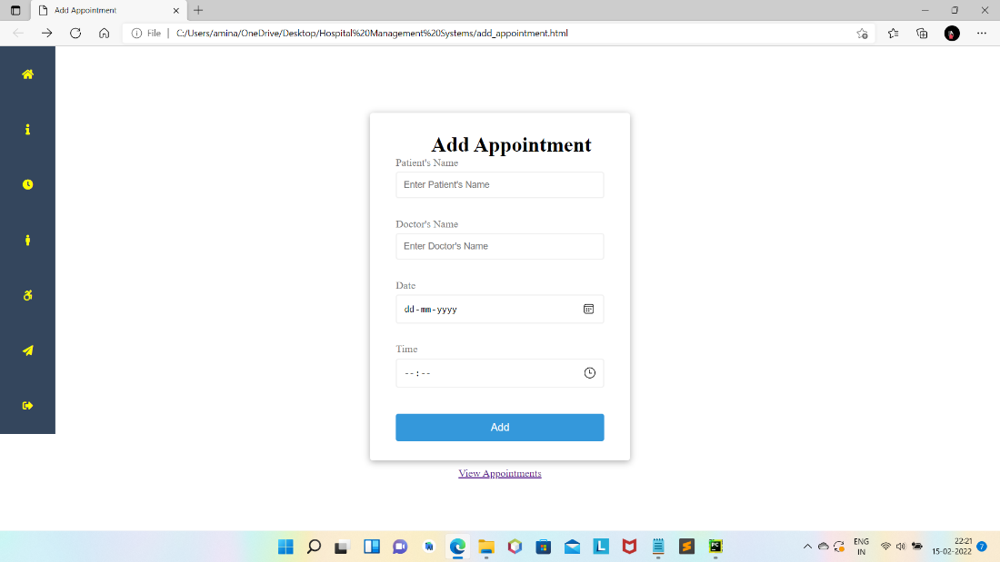 Add Appointment
File
C:/Users/amina/OneDrive/Desktop/Hospital%20Management%20Systems/add_appointment.html
Add Appointment
Patient's Name
Enter Patient's Name
Doctor's Name
Enter Doctor's Name
Date
dd-mm-yyyy
Time
--:--
Add
View Appointments
L
PC
ENG
IN
22:21
15-02-2022
7